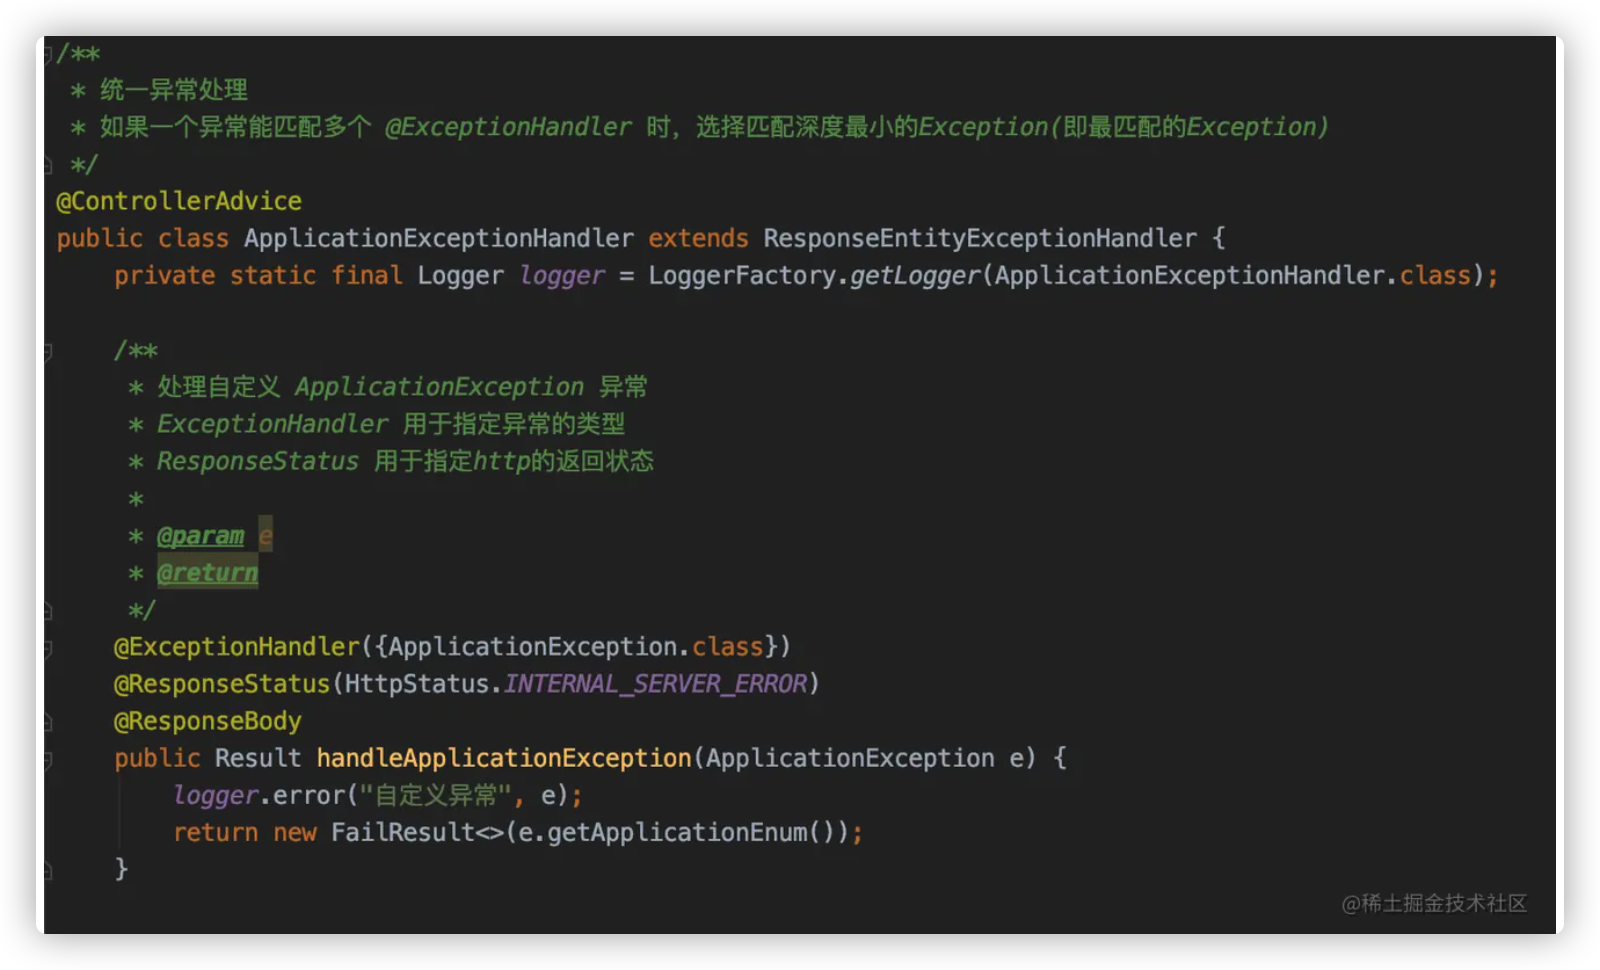 /**
 * 统一异常处理
 * 如果一个异常能匹配多个 @ExceptionHandler 时，选择匹配深度最小的Exception(即最匹配的Exception)
 */
@ControllerAdvice
public class ApplicationExceptionHandler extends ResponseEntityExceptionHandler {
    private static final Logger logger = LoggerFactory.getLogger(ApplicationExceptionHandler.class);
    /**
     * 处理自定义 ApplicationException 异常
     * ExceptionHandler 用于指定异常的类型
     * ResponseStatus 用于指定http的返回状态
     *
     * @param e
     * @return
     */
    @ExceptionHandler({ApplicationException.class})
    @ResponseStatus(HttpStatus.INTERNAL_SERVER_ERROR)
    @ResponseBody
    public Result handleApplicationException(ApplicationException e) {
        logger.error("自定义异常", e);
        return new FailResult<>(e.getApplicationEnum());
    }
@稀土掘金技术社区